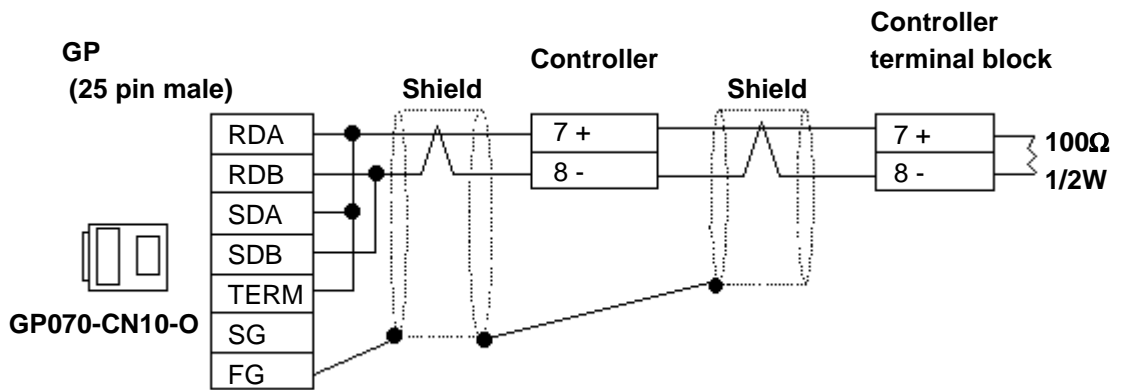 GP
(25 pin male)
Shield
Controller
Shield
Controller
terminal block
RDA
RDB
SDA
SDB
TERM
SG
FG
7 +
8 -
7 +
8 -
100Ω
1/2W
GP070-CN10-O